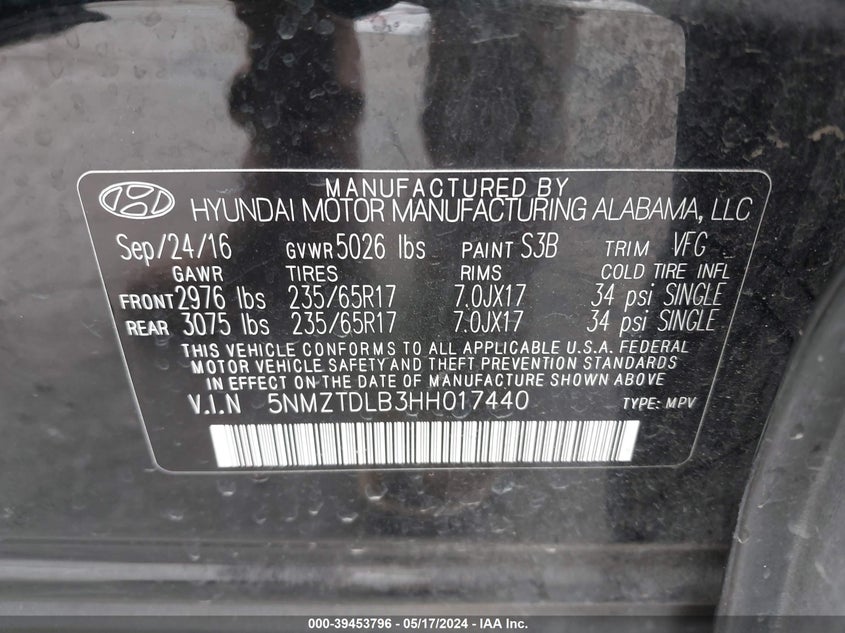 MANUFACTURED BY
HYUNDAI MOTOR MANUFACTURING ALABAMA, LLC
Sep/24/16 GVWR 5026 lbs PAINT S3B TRIM VFG
GAWR TIRES RIMS COLD TIRE INFL
FRONT 2976 lbs 235/65R17 7.0JX17 34 psi SINGLE
REAR 3075 lbs 235/65R17 7.0JX17 34 psi SINGLE
THIS VEHICLE CONFORMS TO ALL APPLICABLE U.S.A. FEDERAL
MOTOR VEHICLE SAFETY AND THEFT PREVENTION STANDARDS
IN EFFECT ON THE DATE OF MANUFACTURE SHOWN ABOVE.
V.I.N 5NMZTDLB3HH017440 TYPE: MPV
000-39453796 - 05/17/2024 - IAA Inc.